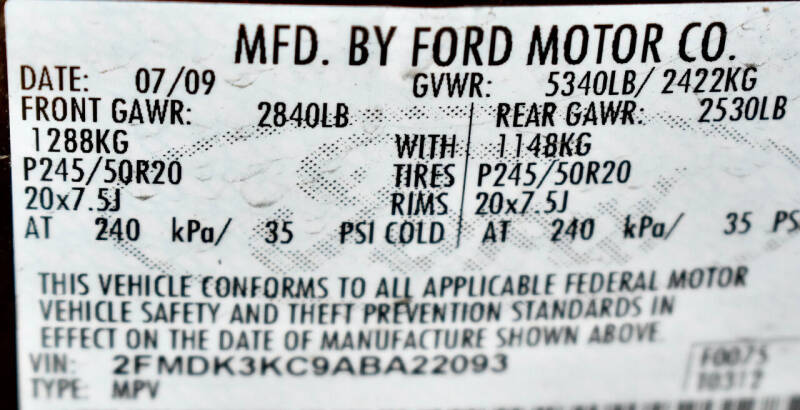 MFD. BY FORD MOTOR CO.
DATE: 07/09 GVWR: 5340LB/ 2422KG
FRONT GAWR: 2840LB REAR GAWR: 2530LB
1288KG WITH 1148KG
P245/50R20 TIRES P245/50R20
20x7.5J RIMS 20x7.5J
AT 240 kPa/ 35 PSI COLD AT 240 kPa/ 35 PS
THIS VEHICLE CONFORMS TO ALL APPLICABLE FEDERAL MOTOR
VEHICLE SAFETY AND THEFT PREVENTION STANDARDS IN
EFFECT ON THE DATE OF MANUFACTURE SHOWN ABOVE.
VIN: 2FMDK3KC9ABA22093 F0075
TYPE: MPV T0312